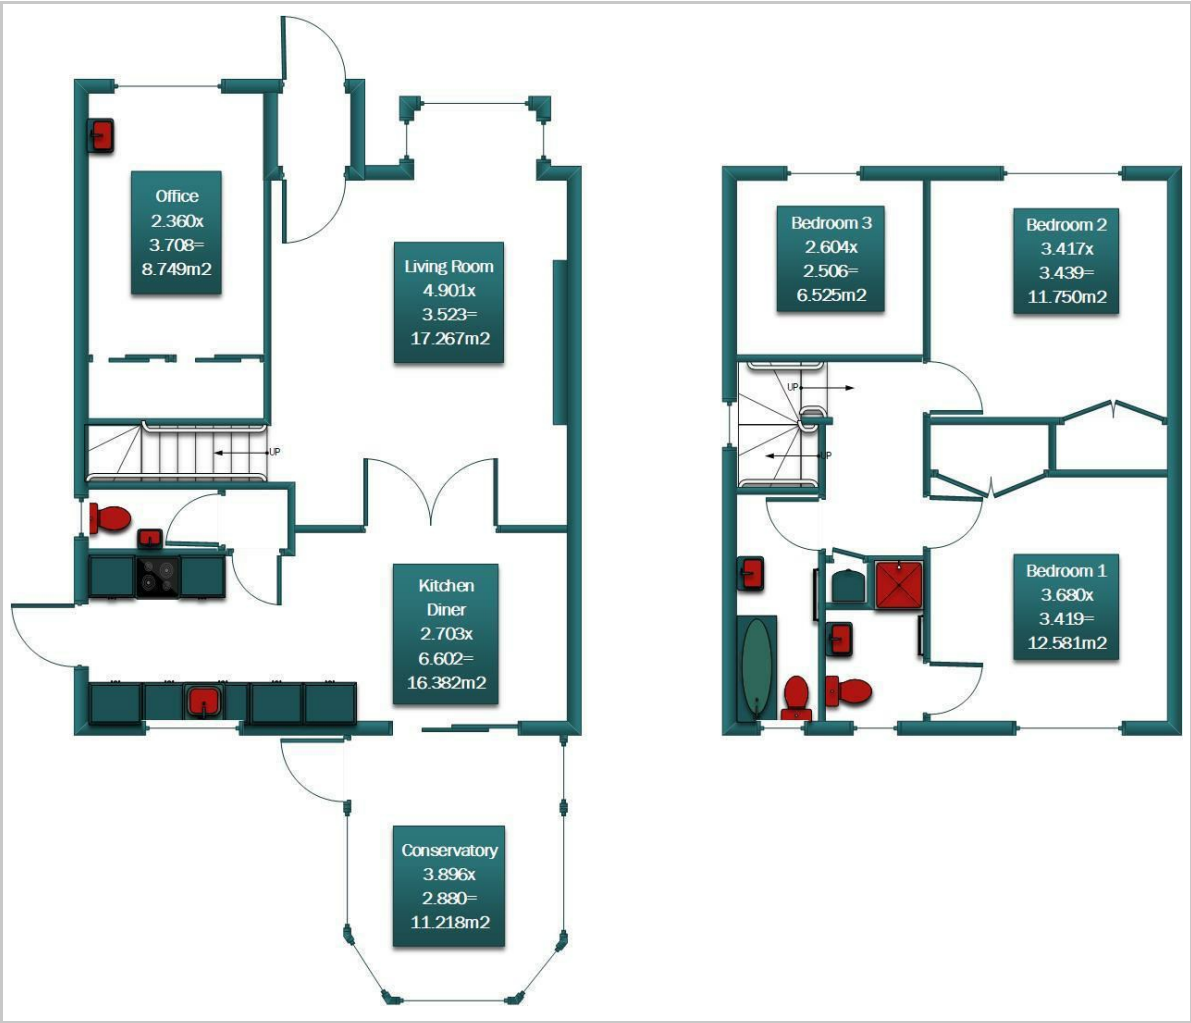 Office
2.360x
3.708=
8.749m2
Living Room
4.901x
3.523=
17.267m2
UP
Kitchen
Diner
2.703x
6.602=
16.382m2
Conservatory
3.896x
2.880=
11.218m2
Bedroom 3
2.604x
2.506=
6.525m2
Bedroom 2
3.417x
3.439=
11.750m2
UP
UP
Bedroom 1
3.680x
3.419=
12.581m2